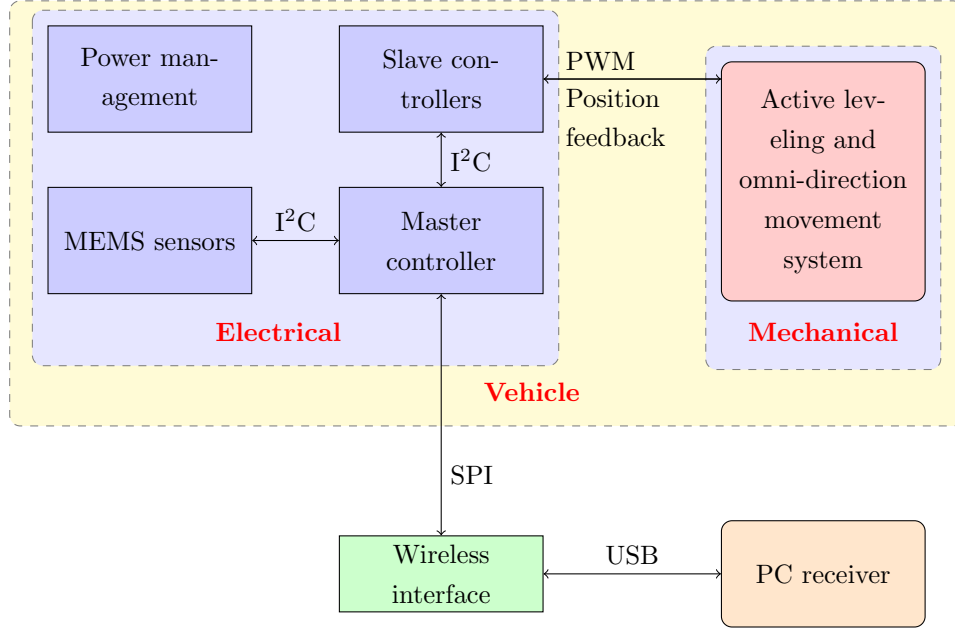 Power man-
agement
Slave con-
trollers
PWM
Position
feedback
Active lev-
eling and
omni-direction
movement
system
I²C
MEMS sensors
I²C
Master
controller
Electrical
Mechanical
Vehicle
SPI
Wireless
interface
USB
PC receiver